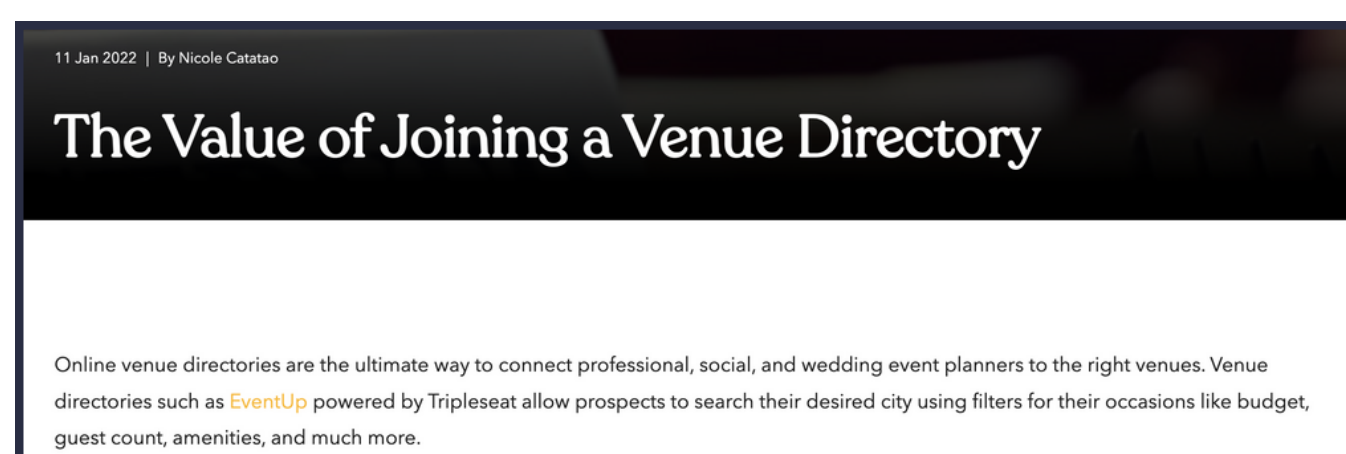 11 Jan 2022 | By Nicole Catatao
The Value of Joining a Venue Directory
Online venue directories are the ultimate way to connect professional, social, and wedding event planners to the right venues. Venue
directories such as EventUp powered by Tripleseat allow prospects to search their desired city using filters for their occasions like budget,
guest count, amenities, and much more.